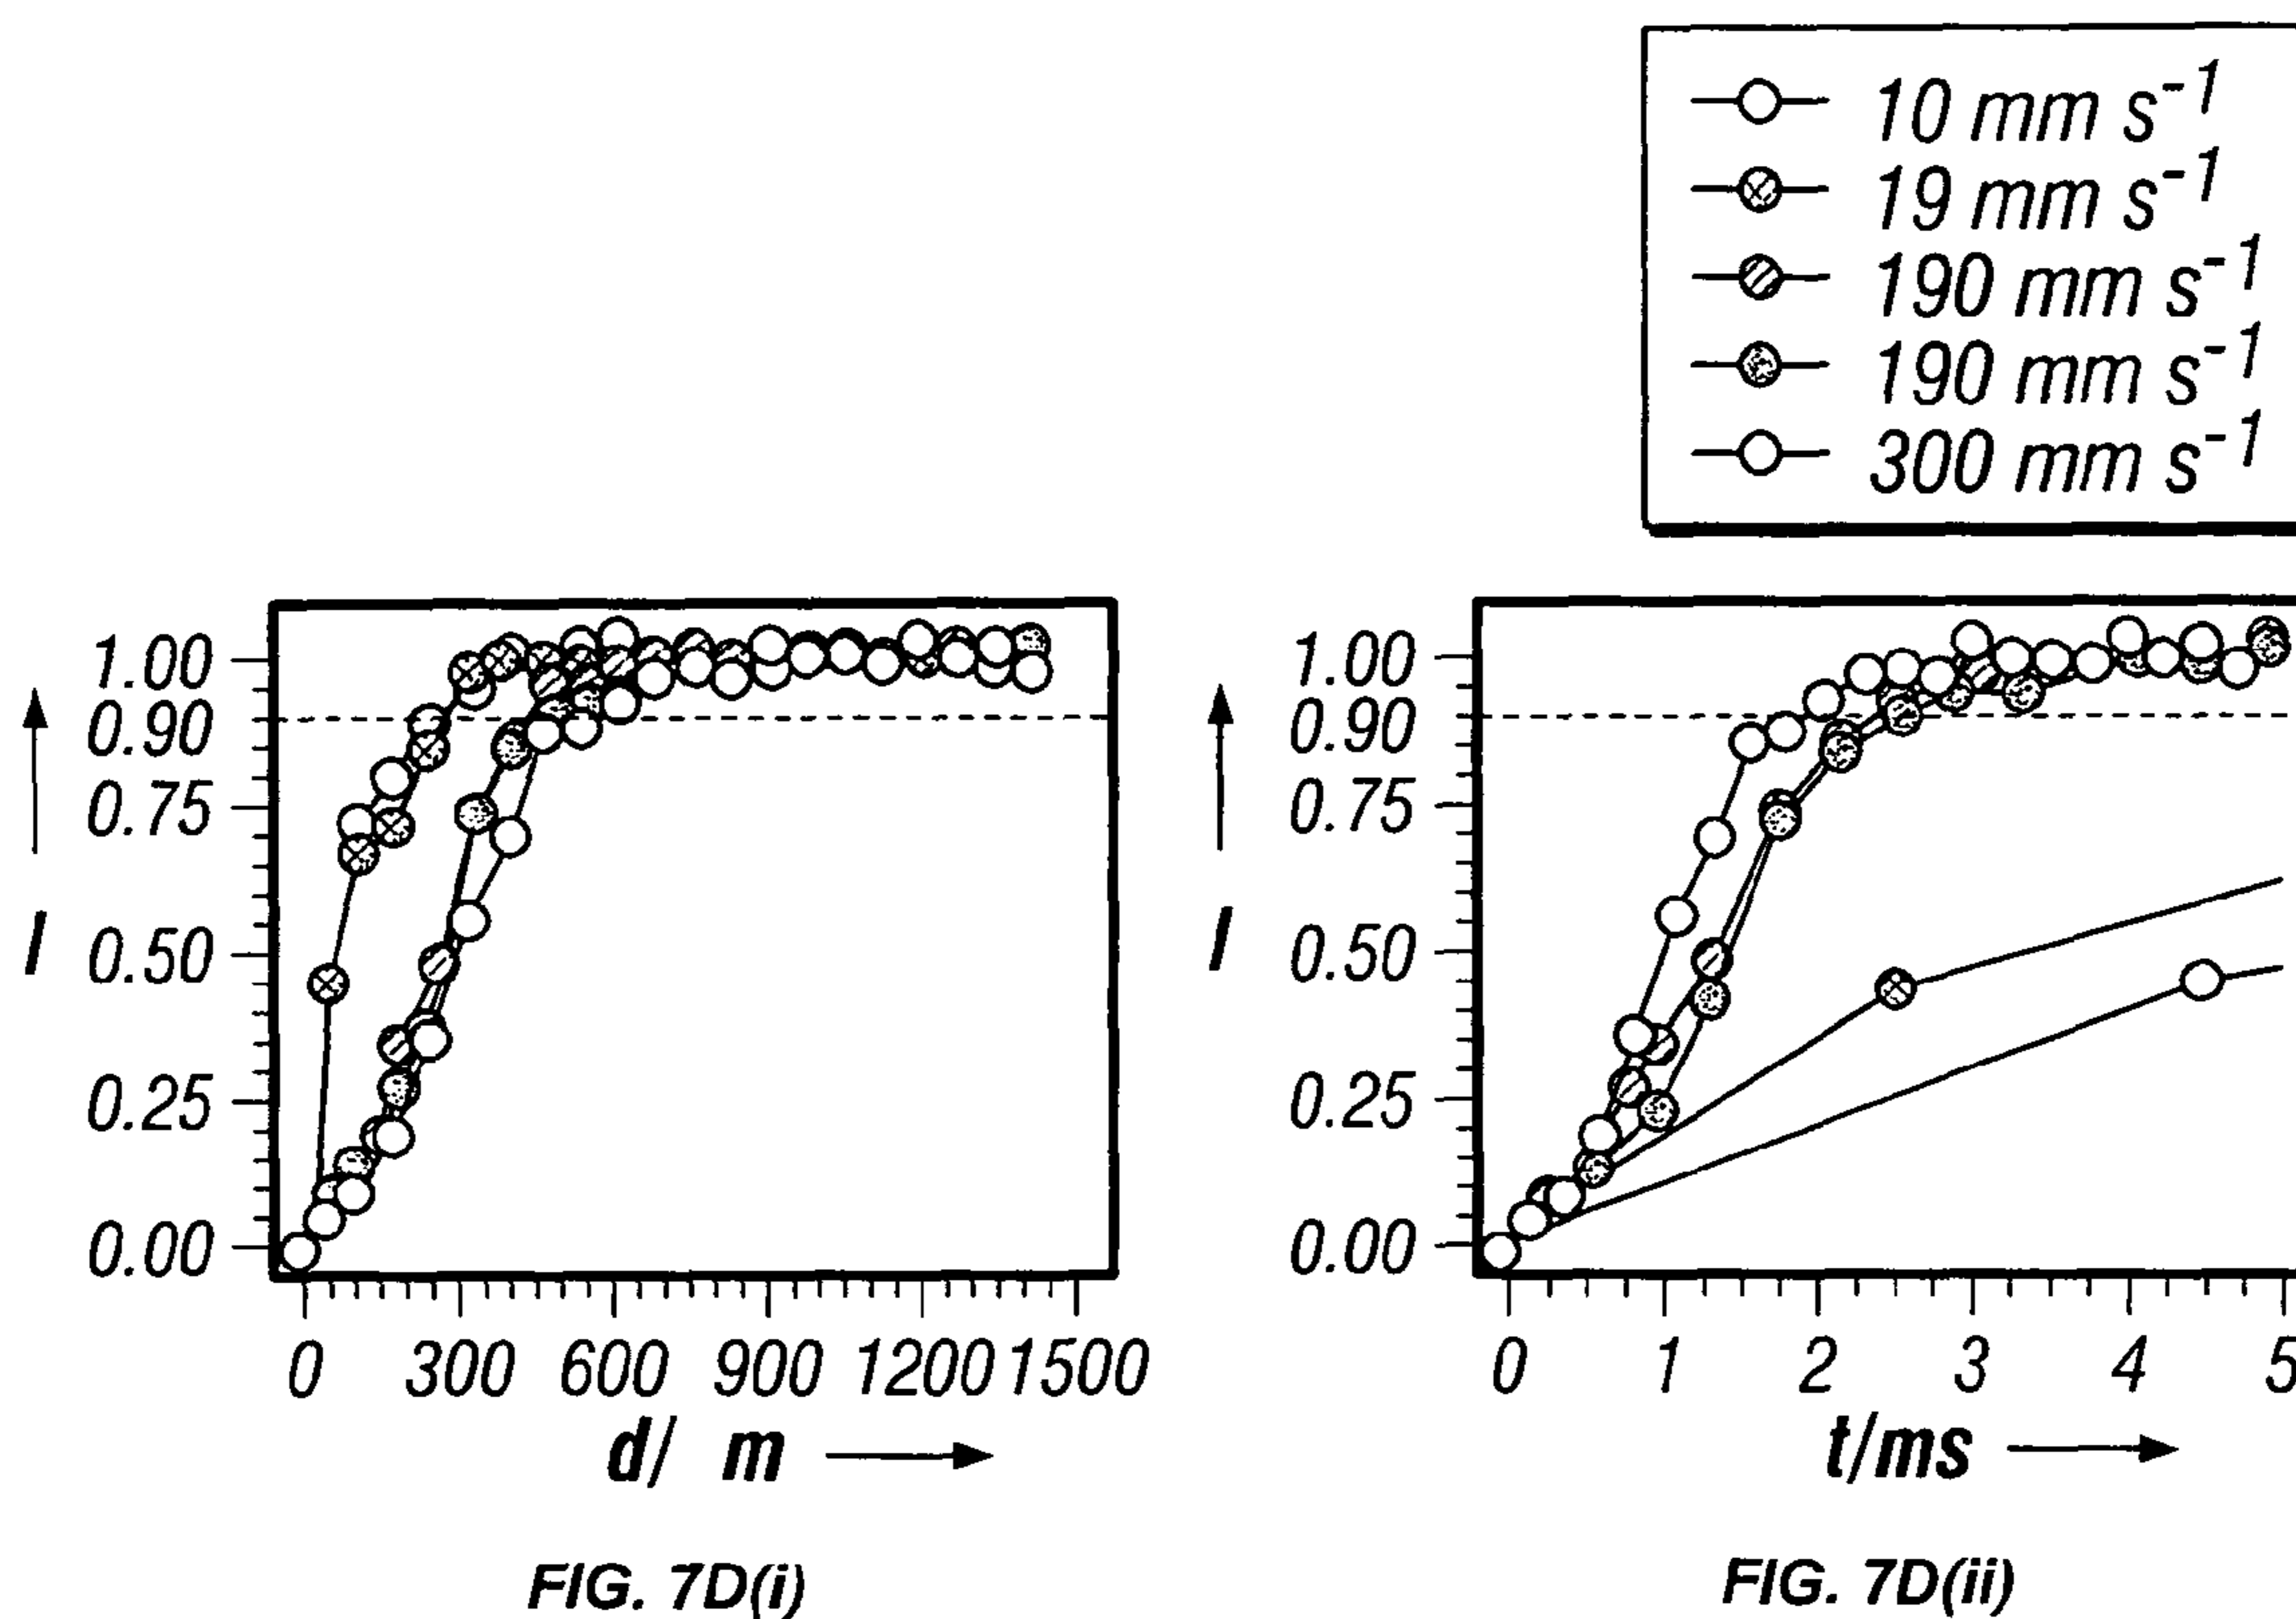 10 mm s-1
19 mm s-1
190 mm s-1
190 mm s-1
300 mm s-1
1.00
0.90
0.75
0.50
0.25
0.00
I
0 300 600 900 1200 1500
d/ m
FIG. 7D(i)
1.00
0.90
0.75
0.50
0.25
0.00
I
0 1 2 3 4 5
t/ms
FIG. 7D(ii)